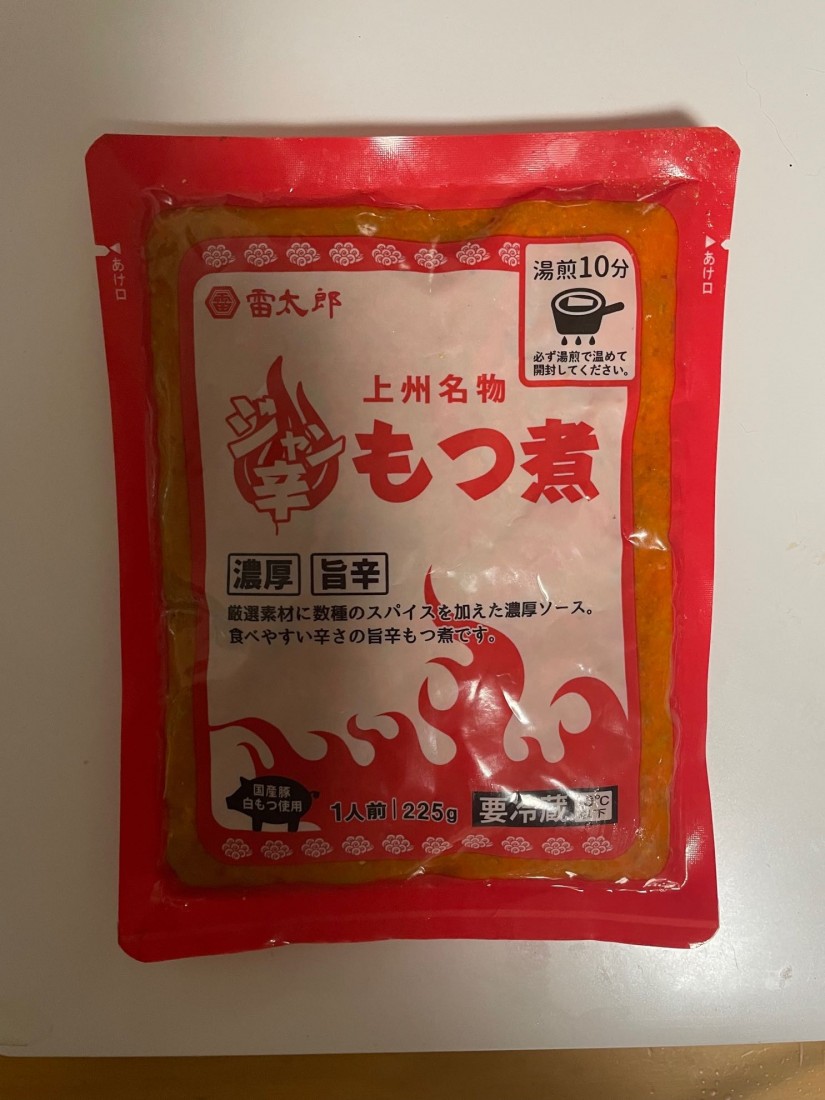 湯煎10分
必ず湯煎で温めて
開封してください。
あけ口
あけ口
雷
雷太郎
上州名物
ジャン辛
もつ煮
濃厚 旨辛
厳選素材に数種のスパイスを加えた濃厚ソース。
食べやすい辛さの旨辛もつ煮です。
国産豚
白もつ使用
1人前 | 225g
要冷蔵
℃
下